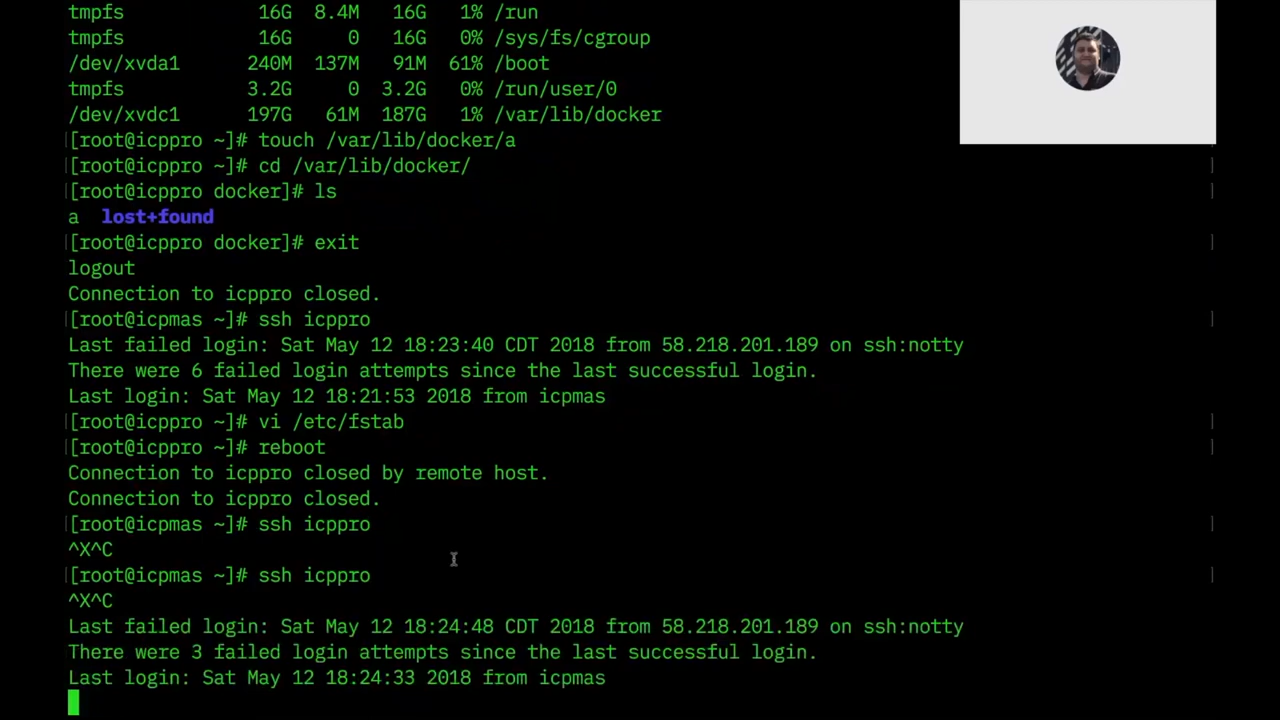 tmpfs 16G 8.4M 16G 1% /run
tmpfs 16G 0 16G 0% /sys/fs/cgroup
/dev/xvda1 240M 137M 91M 61% /boot
tmpfs 3.2G 0 3.2G 0% /run/user/0
/dev/xvdc1 197G 61M 187G 1% /var/lib/docker
[root@icppro ~]# touch /var/lib/docker/a
[root@icppro ~]# cd /var/lib/docker/
[root@icppro docker]# ls
a lost+found
[root@icppro docker]# exit
logout
Connection to icppro closed.
[root@icpmas ~]# ssh icppro
Last failed login: Sat May 12 18:23:40 CDT 2018 from 58.218.201.189 on ssh:notty
There were 6 failed login attempts since the last successful login.
Last login: Sat May 12 18:21:53 2018 from icpmas
[root@icppro ~]# vi /etc/fstab
[root@icppro ~]# reboot
Connection to icppro closed by remote host.
Connection to icppro closed.
[root@icpmas ~]# ssh icppro
^X^C
[root@icpmas ~]# ssh icppro
^X^C
Last failed login: Sat May 12 18:24:48 CDT 2018 from 58.218.201.189 on ssh:notty
There were 3 failed login attempts since the last successful login.
Last login: Sat May 12 18:24:33 2018 from icpmas